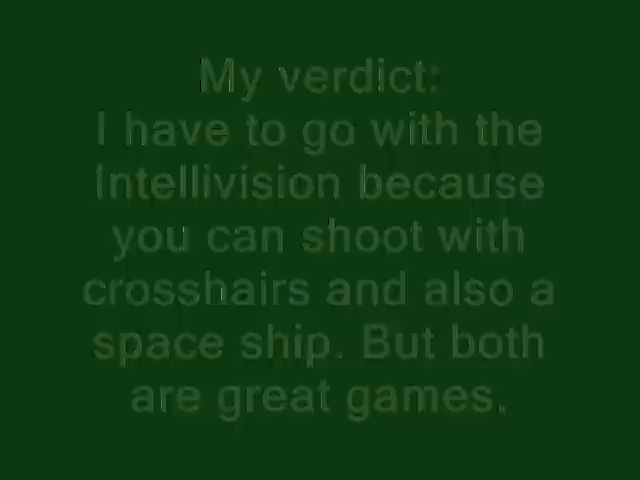 My verdict:
I have to go with the
Intellivision because
you can shoot with
crosshairs and also a
space ship. But both
are great games.